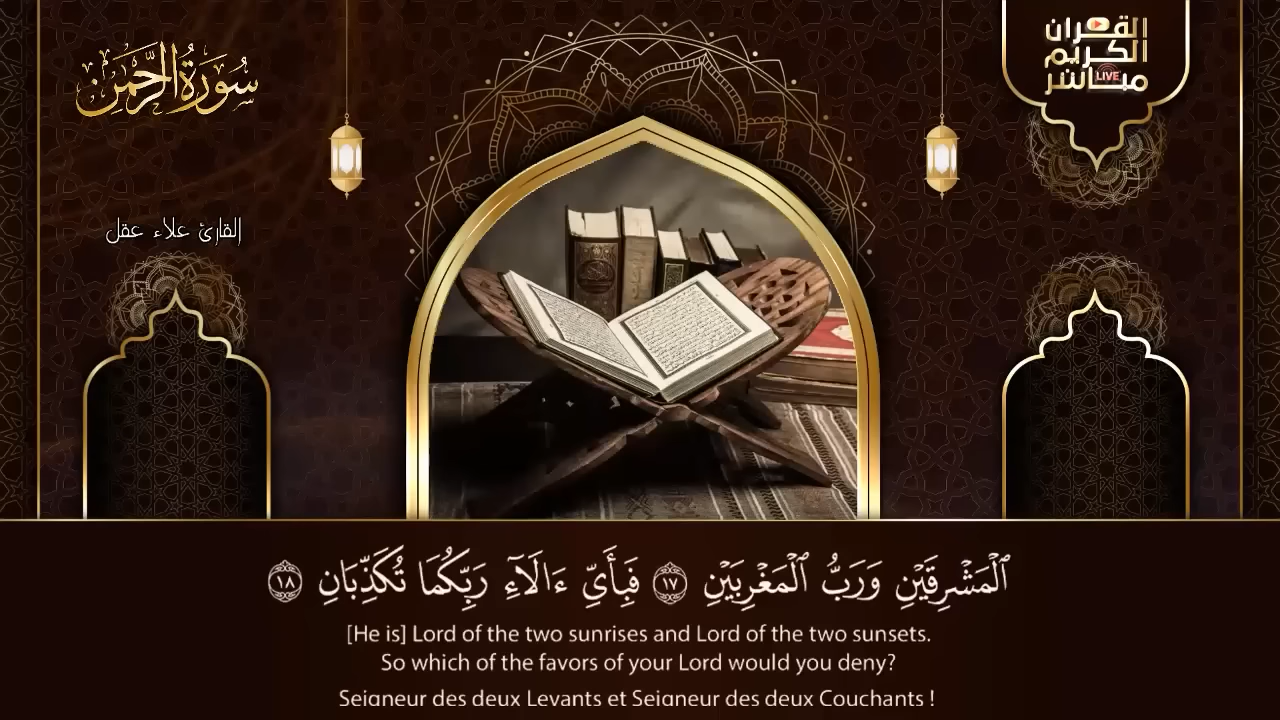 سُورَةُ الرَّحْمَٰن
القرآن
الكريم
مباشر
LIVE
القارئ علاء عقل
ٱلْمَشْرِقَيْنِ وَرَبُّ ٱلْمَغْرِبَيْنِ ١٧ فَبِأَىِّ ءَالَآءِ رَبِّكُمَا تُكَذِّبَانِ ١٨
[He is] Lord of the two sunrises and Lord of the two sunsets.
So which of the favors of your Lord would you deny?
Seigneur des deux Levants et Seigneur des deux Couchants !